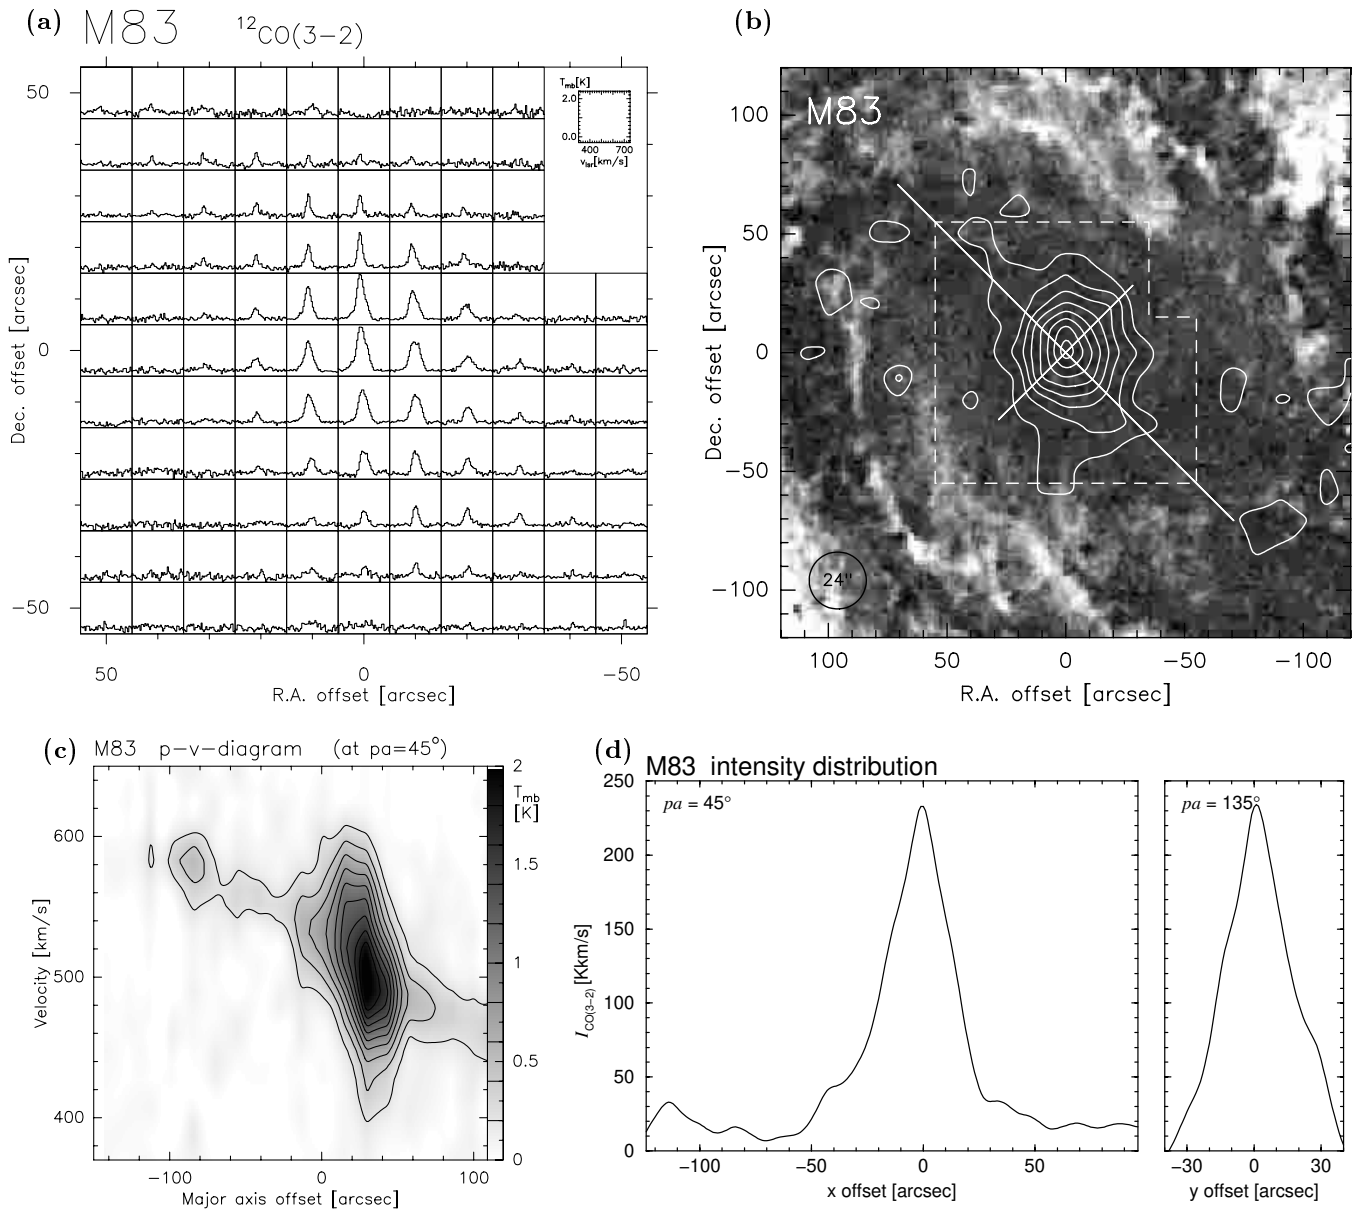 (a) M83 ¹²CO(3−2)
T_mb[K]
2.0
0.0
400 700
v_lsr[km/s]
50
0
−50
Dec. offset [arcsec]
50 0 −50
R.A. offset [arcsec]
(b)
M83
100
50
0
−50
−100
Dec. offset [arcsec]
24"
100 50 0 −50 −100
R.A. offset [arcsec]
(c) M83 p−v−diagram (at pa=45°)
600
500
400
Velocity [km/s]
2
T_mb
[K]
1.5
1
0.5
0
−100 0 100
Major axis offset [arcsec]
(d) M83 intensity distribution
pa = 45°
250
200
150
100
50
0
I_CO(3−2) [Kkm/s]
−100 −50 0 50
x offset [arcsec]
pa = 135°
−30 0 30
y offset [arcsec]